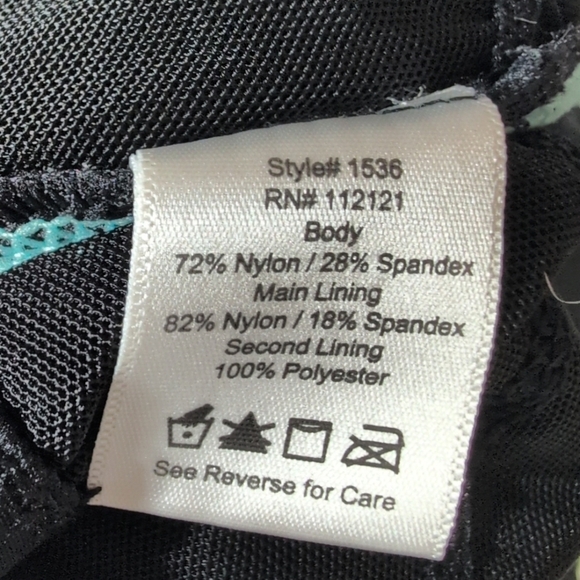 Style# 1536
RN# 112121
Body
72% Nylon / 28% Spandex
Main Lining
82% Nylon / 18% Spandex
Second Lining
100% Polyester
See Reverse for Care